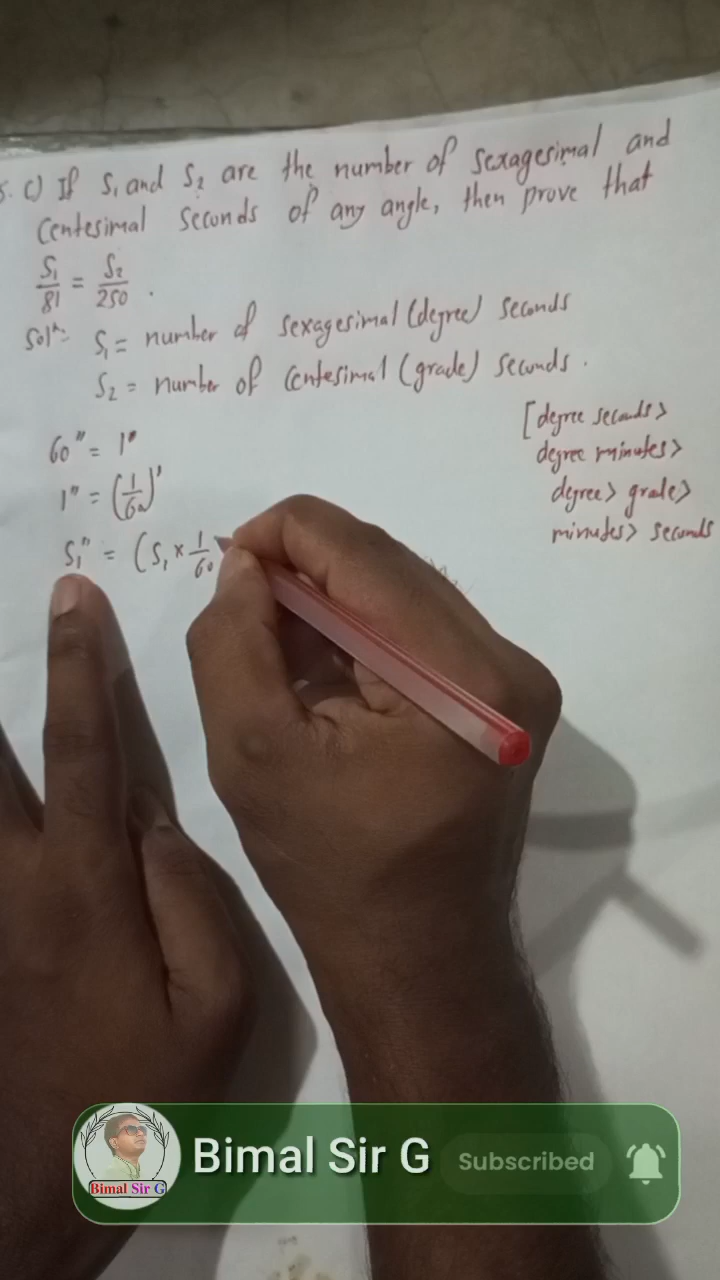 5. c) If S₁ and S₂ are the number of sexagesimal and
centesimal seconds of any angle, then prove that
S₁/81 = S₂/250 .
Solⁿ: S₁ = number of sexagesimal (degree) seconds
S₂ = number of centesimal (grade) seconds.
60" = 1'
1" = (1/60)'
S₁" = (S₁ × 1/60
[degree seconds>
degree minutes>
degree> grade>
minutes> seconds
Bimal Sir G
Bimal Sir G Subscribed